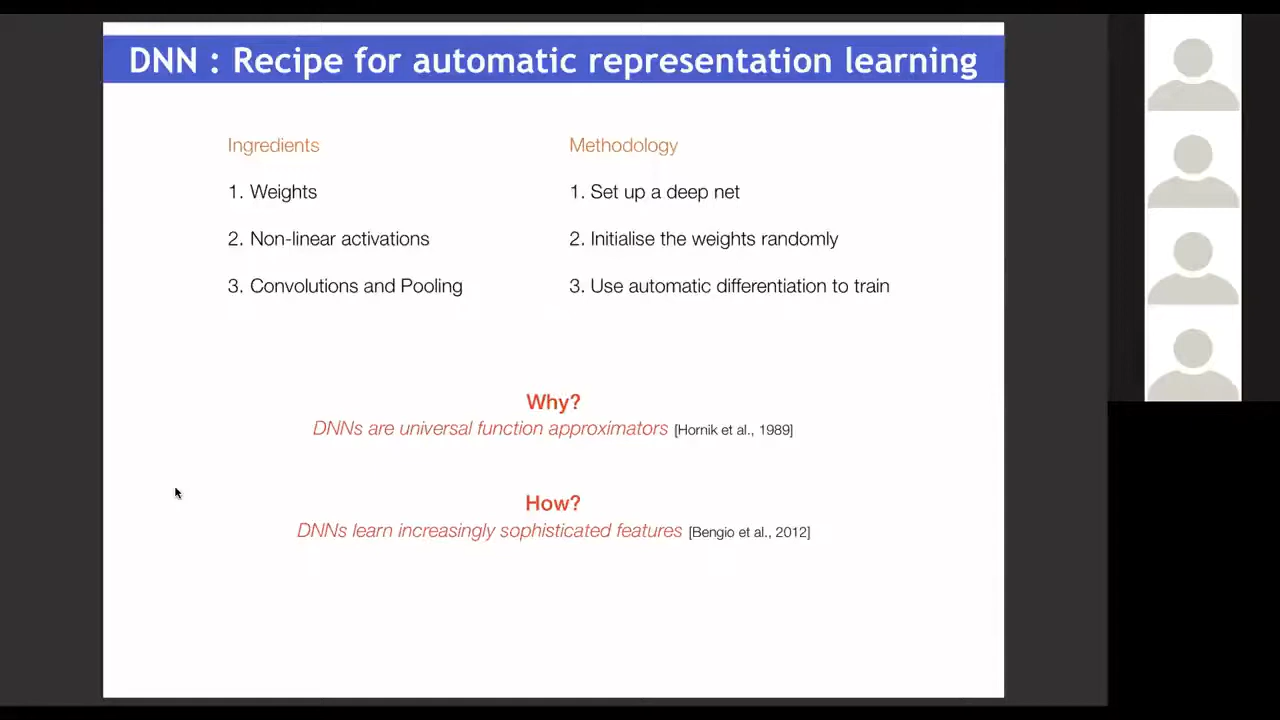 DNN : Recipe for automatic representation learning
Ingredients
1. Weights
2. Non-linear activations
3. Convolutions and Pooling
Methodology
1. Set up a deep net
2. Initialise the weights randomly
3. Use automatic differentiation to train
Why?
DNNs are universal function approximators [Hornik et al., 1989]
How?
DNNs learn increasingly sophisticated features [Bengio et al., 2012]